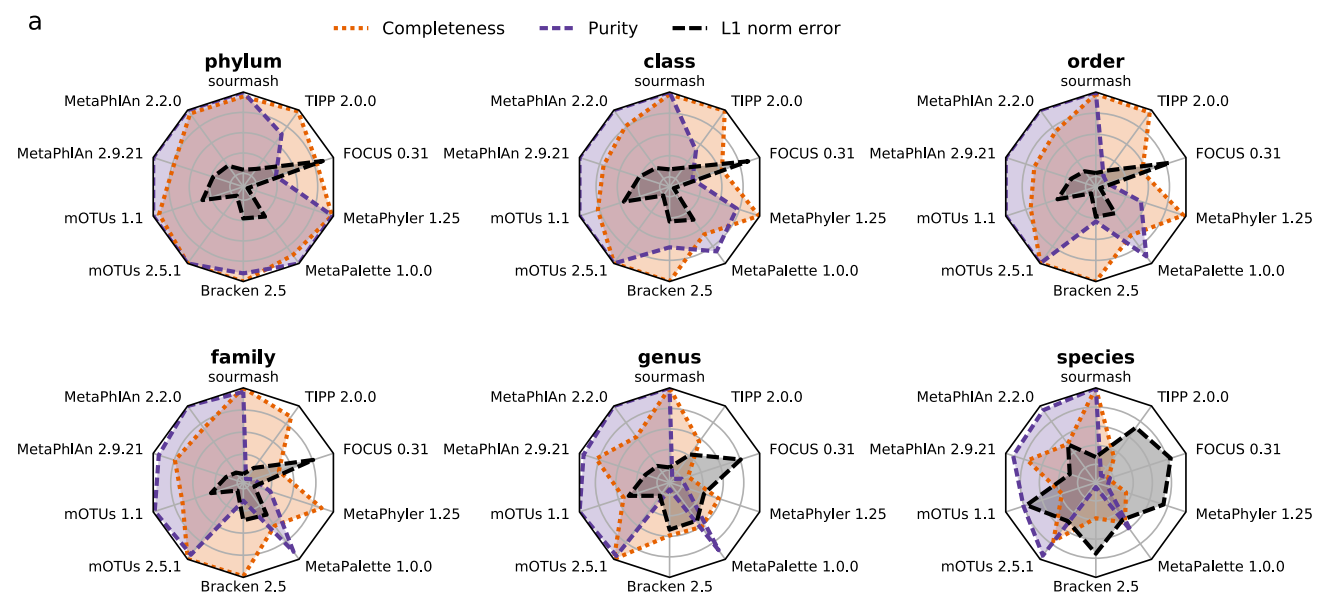 a
Completeness
Purity
L1 norm error
phylum
sourmash
MetaPhlAn 2.2.0
TIPP 2.0.0
MetaPhlAn 2.9.21
FOCUS 0.31
mOTUs 1.1
MetaPhyler 1.25
mOTUs 2.5.1
MetaPalette 1.0.0
Bracken 2.5
class
sourmash
MetaPhlAn 2.2.0
TIPP 2.0.0
MetaPhlAn 2.9.21
FOCUS 0.31
mOTUs 1.1
MetaPhyler 1.25
mOTUs 2.5.1
MetaPalette 1.0.0
Bracken 2.5
order
sourmash
MetaPhlAn 2.2.0
TIPP 2.0.0
MetaPhlAn 2.9.21
FOCUS 0.31
mOTUs 1.1
MetaPhyler 1.25
mOTUs 2.5.1
MetaPalette 1.0.0
Bracken 2.5
family
sourmash
MetaPhlAn 2.2.0
TIPP 2.0.0
MetaPhlAn 2.9.21
FOCUS 0.31
mOTUs 1.1
MetaPhyler 1.25
mOTUs 2.5.1
MetaPalette 1.0.0
Bracken 2.5
genus
sourmash
MetaPhlAn 2.2.0
TIPP 2.0.0
MetaPhlAn 2.9.21
FOCUS 0.31
mOTUs 1.1
MetaPhyler 1.25
mOTUs 2.5.1
MetaPalette 1.0.0
Bracken 2.5
species
sourmash
MetaPhlAn 2.2.0
TIPP 2.0.0
MetaPhlAn 2.9.21
FOCUS 0.31
mOTUs 1.1
MetaPhyler 1.25
mOTUs 2.5.1
MetaPalette 1.0.0
Bracken 2.5